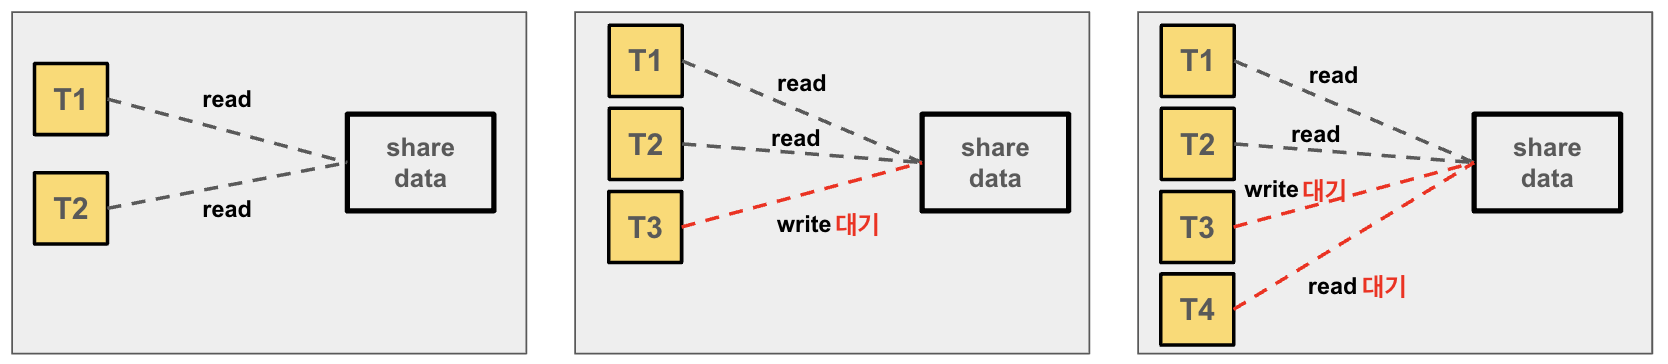 T1
read
T2
read
share
data
T1
read
T2
read
T3
write 대기
share
data
T1
read
T2
read
T3
write 대기
T4
read 대기
share
data